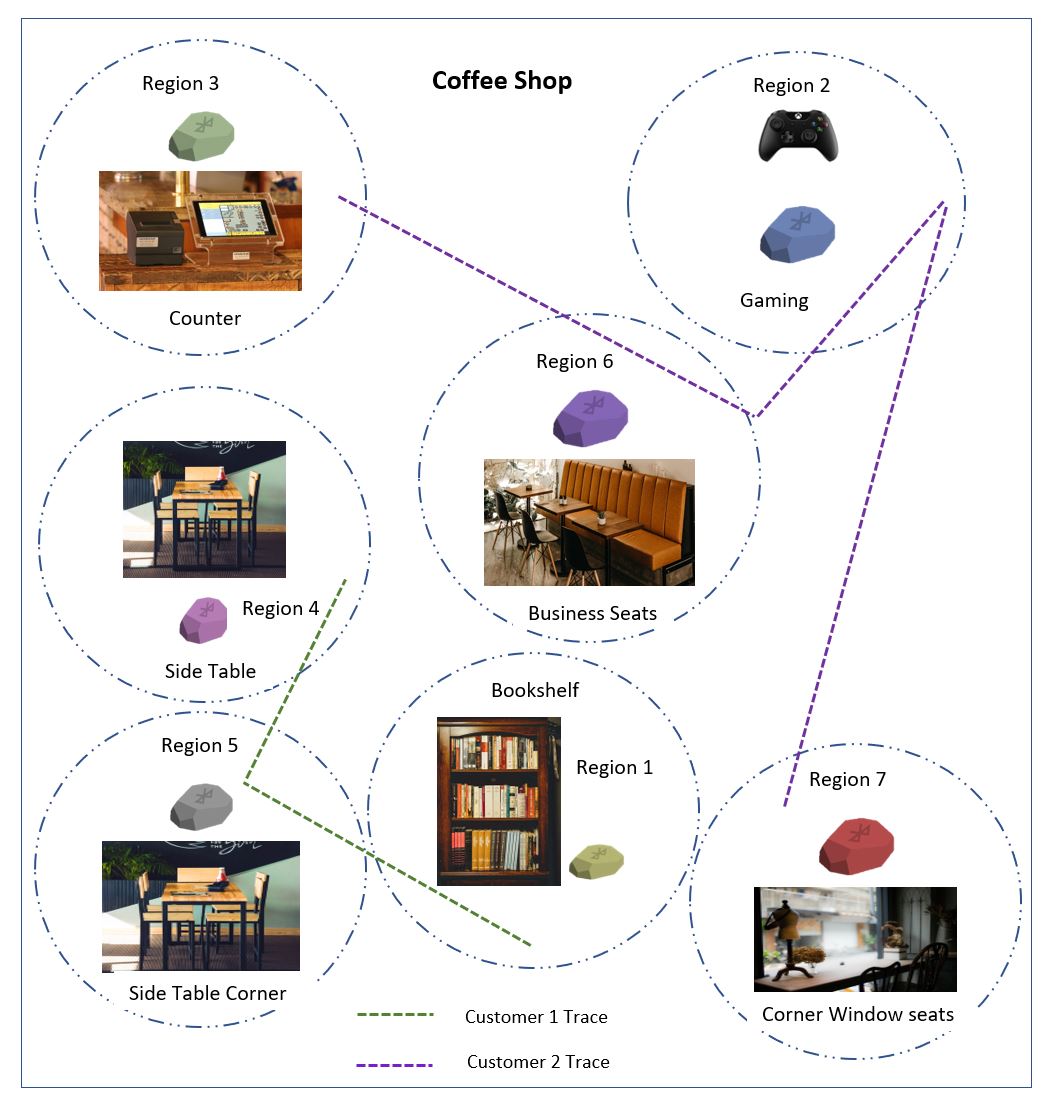 Coffee Shop
Region 3
Counter
Region 2
Gaming
Region 6
Business Seats
Region 4
Side Table
Region 5
Side Table Corner
Bookshelf
Region 1
Region 7
Corner Window seats
Customer 1 Trace
Customer 2 Trace